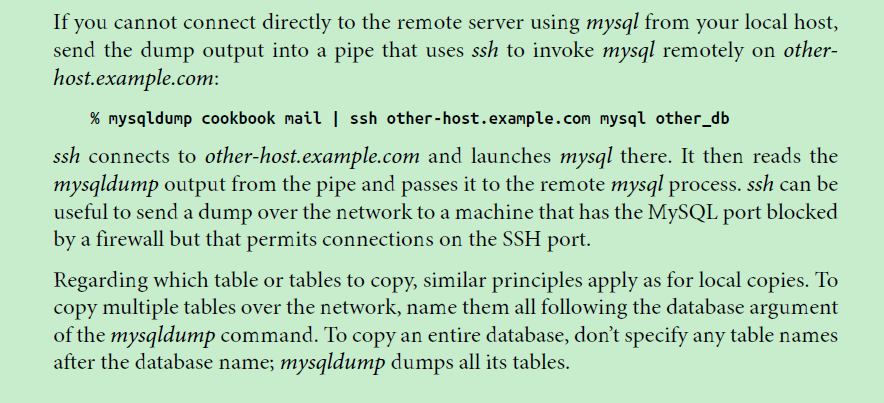 If you cannot connect directly to the remote server using mysql from your local host,
send the dump output into a pipe that uses ssh to invoke mysql remotely on other-
host.example.com:
% mysqldump cookbook mail | ssh other-host.example.com mysql other_db
ssh connects to other-host.example.com and launches mysql there. It then reads the
mysqldump output from the pipe and passes it to the remote mysql process. ssh can be
useful to send a dump over the network to a machine that has the MySQL port blocked
by a firewall but that permits connections on the SSH port.
Regarding which table or tables to copy, similar principles apply as for local copies. To
copy multiple tables over the network, name them all following the database argument
of the mysqldump command. To copy an entire database, don’t specify any table names
after the database name; mysqldump dumps all its tables.